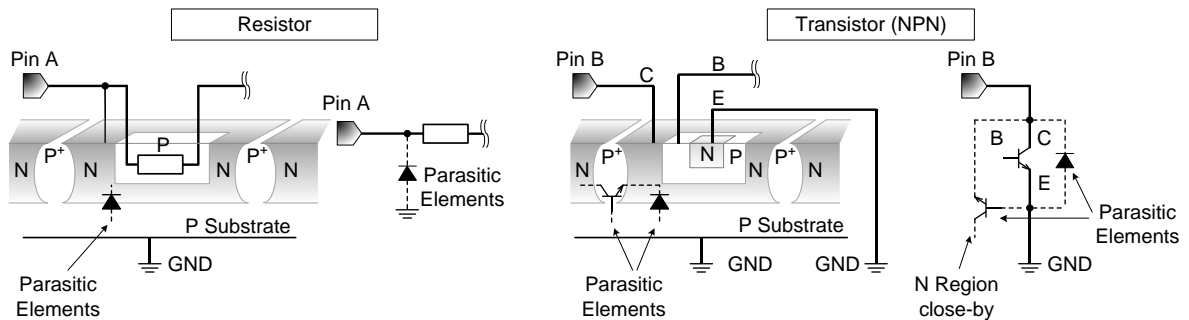 Resistor
Transistor (NPN)
Pin A
Pin A
N
P+
N
P
N
P+
N
Parasitic
Elements
P Substrate
GND
Parasitic
Elements
Pin B
C
B
E
N
P+
N
N
P
P+
N
P Substrate
GND
GND
Parasitic
Elements
Pin B
B
C
E
Parasitic
Elements
GND
N Region
close-by